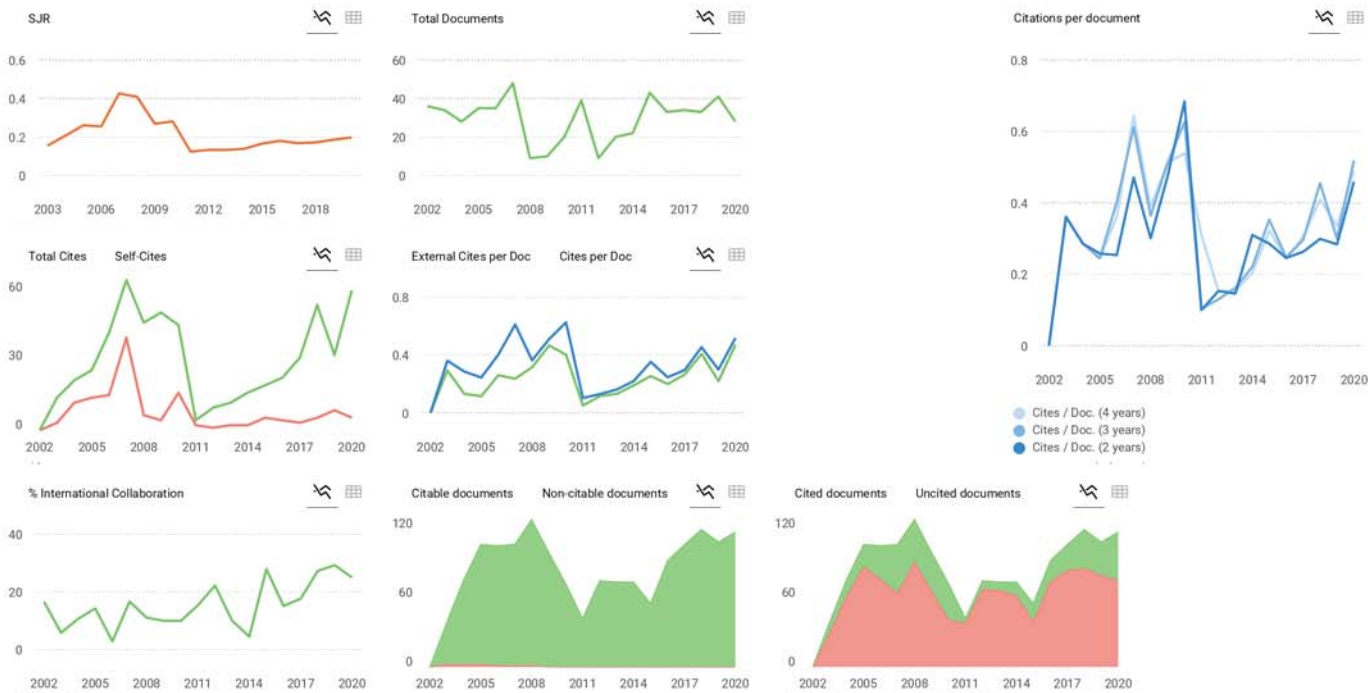 SJR
0.6
0.4
0.2
0
2003 2006 2009 2012 2015 2018
Total Documents
60
40
20
0
2002 2005 2008 2011 2014 2017 2020
Citations per document
0.8
0.6
0.4
0.2
0
2002 2005 2008 2011 2014 2017 2020
Cites / Doc. (4 years)
Cites / Doc. (3 years)
Cites / Doc. (2 years)
Total Cites Self-Cites
60
30
0
2002 2005 2008 2011 2014 2017 2020
External Cites per Doc Cites per Doc
0.8
0.4
0
2002 2005 2008 2011 2014 2017 2020
% International Collaboration
40
20
0
2002 2005 2008 2011 2014 2017 2020
Citable documents Non-citable documents
120
60
0
2002 2005 2008 2011 2014 2017 2020
Cited documents Uncited documents
120
60
0
2002 2005 2008 2011 2014 2017 2020